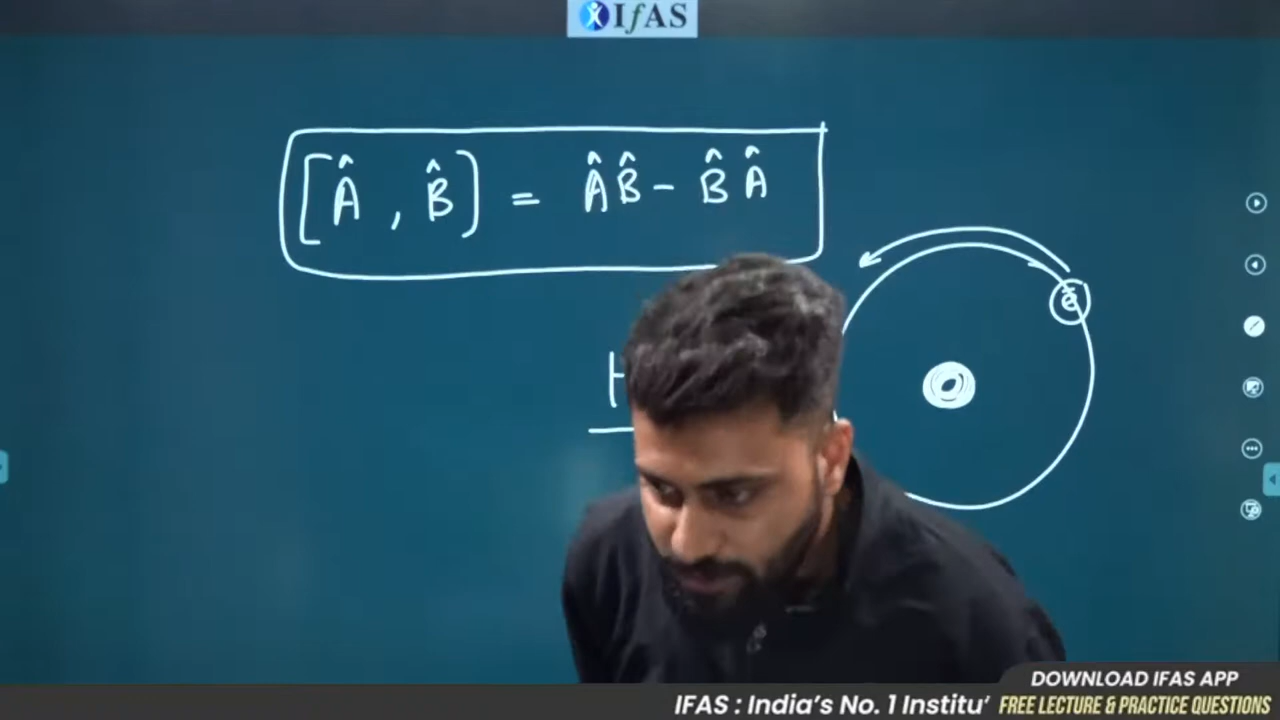 IfAS
[Â , B̂] = ÂB̂ - B̂Â
H
e
DOWNLOAD IFAS APP
IFAS : India's No. 1 Institu'
FREE LECTURE & PRACTICE QUESTIONS